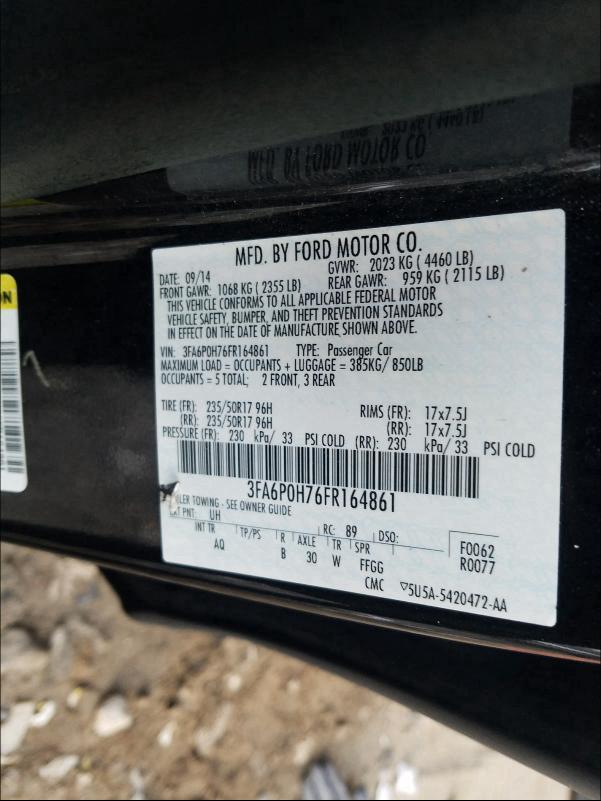 MFD. BY FORD MOTOR CO.
DATE: 09/14 GVWR: 2023 KG ( 4460 LB)
FRONT GAWR: 1068 KG ( 2355 LB) REAR GAWR: 959 KG ( 2115 LB)
THIS VEHICLE CONFORMS TO ALL APPLICABLE FEDERAL MOTOR
VEHICLE SAFETY, BUMPER, AND THEFT PREVENTION STANDARDS
IN EFFECT ON THE DATE OF MANUFACTURE SHOWN ABOVE.
VIN: 3FA6P0H76FR164861 TYPE: Passenger Car
MAXIMUM LOAD = OCCUPANTS + LUGGAGE = 385KG/ 850LB
OCCUPANTS = 5 TOTAL; 2 FRONT, 3 REAR
TIRE (FR): 235/50R17 96H RIMS (FR): 17x7.5J
(RR): 235/50R17 96H (RR): 17x7.5J
PRESSURE (FR): 230 kPa/ 33 PSI COLD (RR): 230 kPa/ 33 PSI COLD
3FA6P0H76FR164861
TOWING - SEE OWNER GUIDE
EXT PNT: UH RC: 89 DSO:
INT TR TP/PS R AXLE TR SPR F0062
AQ B 30 W FFGG R0077
CMC ▽5U5A-5420472-AA
ON